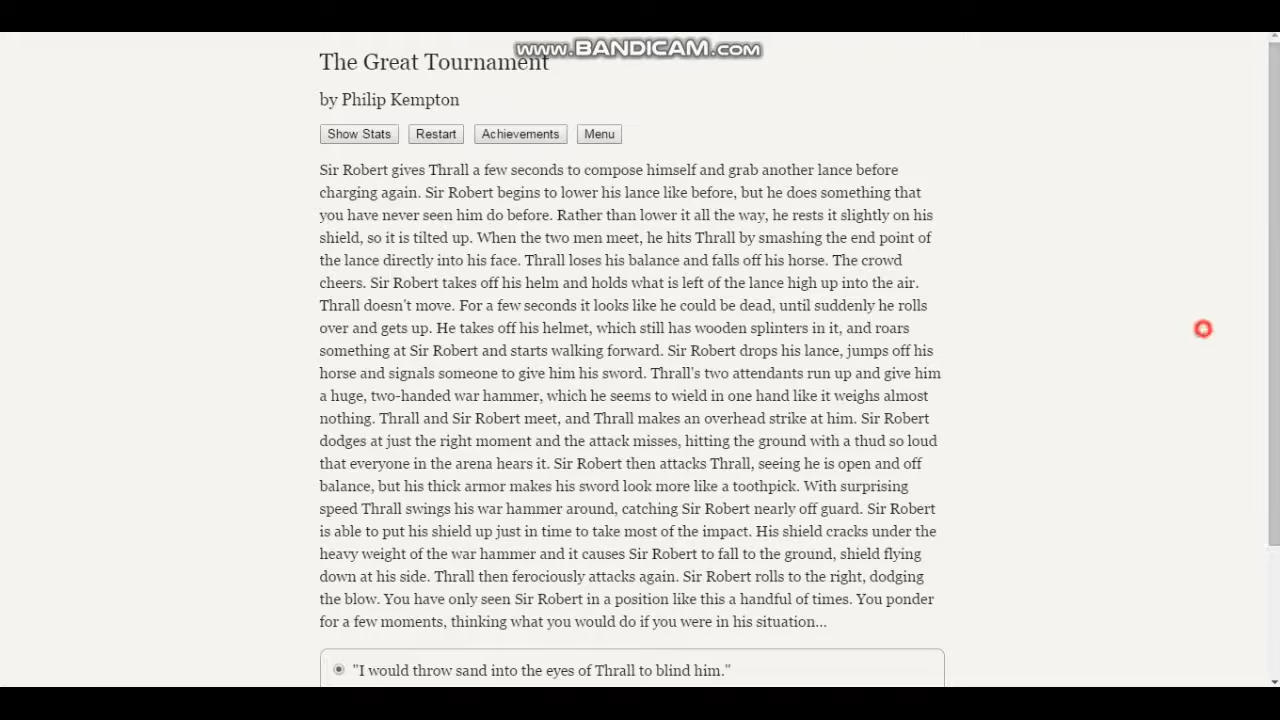 www.BANDICAM.com
The Great Tournament
by Philip Kempton
Show Stats Restart Achievements Menu
Sir Robert gives Thrall a few seconds to compose himself and grab another lance before
charging again. Sir Robert begins to lower his lance like before, but he does something that
you have never seen him do before. Rather than lower it all the way, he rests it slightly on his
shield, so it is tilted up. When the two men meet, he hits Thrall by smashing the end point of
the lance directly into his face. Thrall loses his balance and falls off his horse. The crowd
cheers. Sir Robert takes off his helm and holds what is left of the lance high up into the air.
Thrall doesn't move. For a few seconds it looks like he could be dead, until suddenly he rolls
over and gets up. He takes off his helmet, which still has wooden splinters in it, and roars
something at Sir Robert and starts walking forward. Sir Robert drops his lance, jumps off his
horse and signals someone to give him his sword. Thrall's two attendants run up and give him
a huge, two-handed war hammer, which he seems to wield in one hand like it weighs almost
nothing. Thrall and Sir Robert meet, and Thrall makes an overhead strike at him. Sir Robert
dodges at just the right moment and the attack misses, hitting the ground with a thud so loud
that everyone in the arena hears it. Sir Robert then attacks Thrall, seeing he is open and off
balance, but his thick armor makes his sword look more like a toothpick. With surprising
speed Thrall swings his war hammer around, catching Sir Robert nearly off guard. Sir Robert
is able to put his shield up just in time to take most of the impact. His shield cracks under the
heavy weight of the war hammer and it causes Sir Robert to fall to the ground, shield flying
down at his side. Thrall then ferociously attacks again. Sir Robert rolls to the right, dodging
the blow. You have only seen Sir Robert in a position like this a handful of times. You ponder
for a few moments, thinking what you would do if you were in his situation...
"I would throw sand into the eyes of Thrall to blind him."